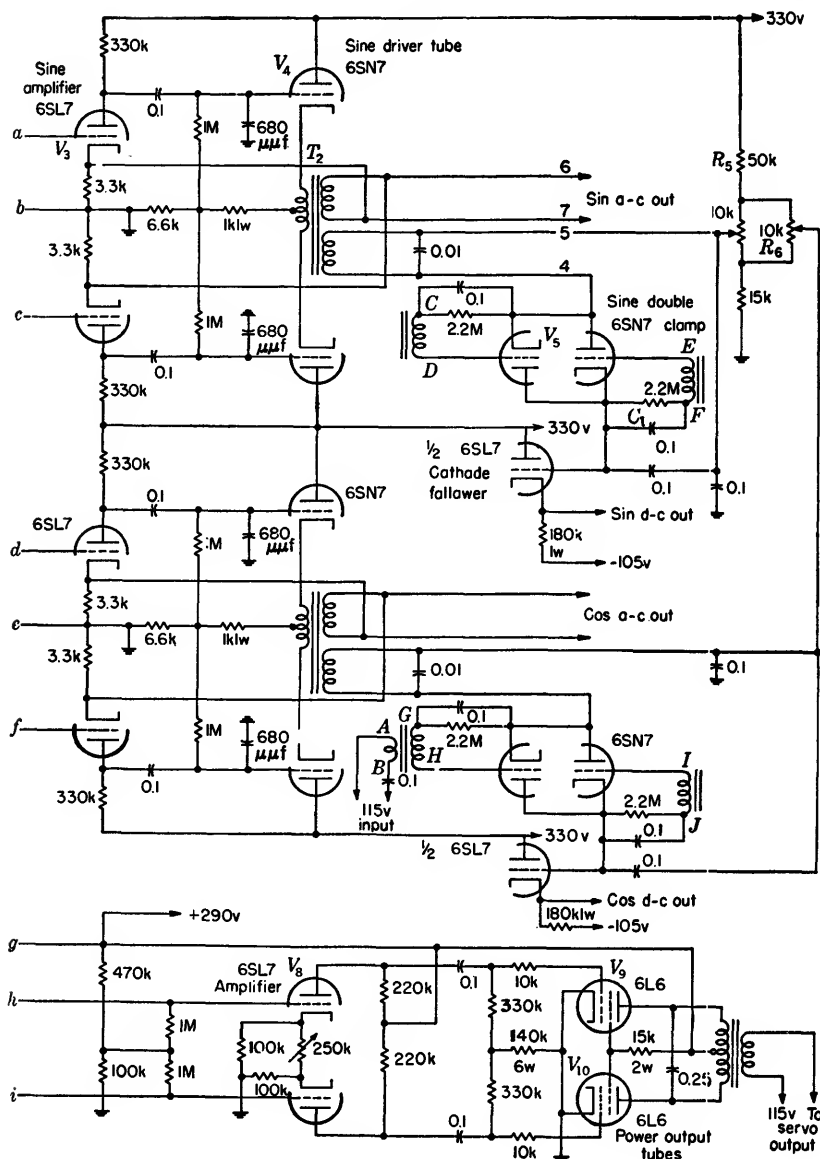 330k
Sine amplifier 6SL7
a
V3
3.3k
b
3.3k
c
330k
0.1
1M
6.6k
1k1w
1M
0.1
V4
Sine driver tube 6SN7
680 μμf
T2
680 μμf
330v
6
Sin a-c out
7
5
0.01
4
R5
50k
10k
10k
R6
15k
C
0.1
2.2M
D
V5
Sine double 6SN7 clamp
E
2.2M
F
C1
0.1
330v
½ 6SL7
Cathade fallawer
0.1
0.1
Sin d-c out
180k 1w
-105v
330k
0.1
6SN7
6SL7
d
1M
680 μμf
3.3k
e
6.6k
1k1w
3.3k
Cos a-c out
0.01
0.1
f
1M
680 μμf
0.1
330k
A
B
0.1
115v input
G
H
0.1
2.2M
6SN7
I
2.2M
J
0.1
0.1
330v
½ 6SL7
Cos d-c out
180k1w
-105v
+290v
g
470k
h
1M
100k
1M
i
6SL7 Amplifier
V8
100k
250k
100k
220k
220k
0.1
10k
330k
140k 6w
330k
0.1
10k
V9
6L6
15k 2w
0.25
V10
6L6
Power output tubes
115v output
To servo